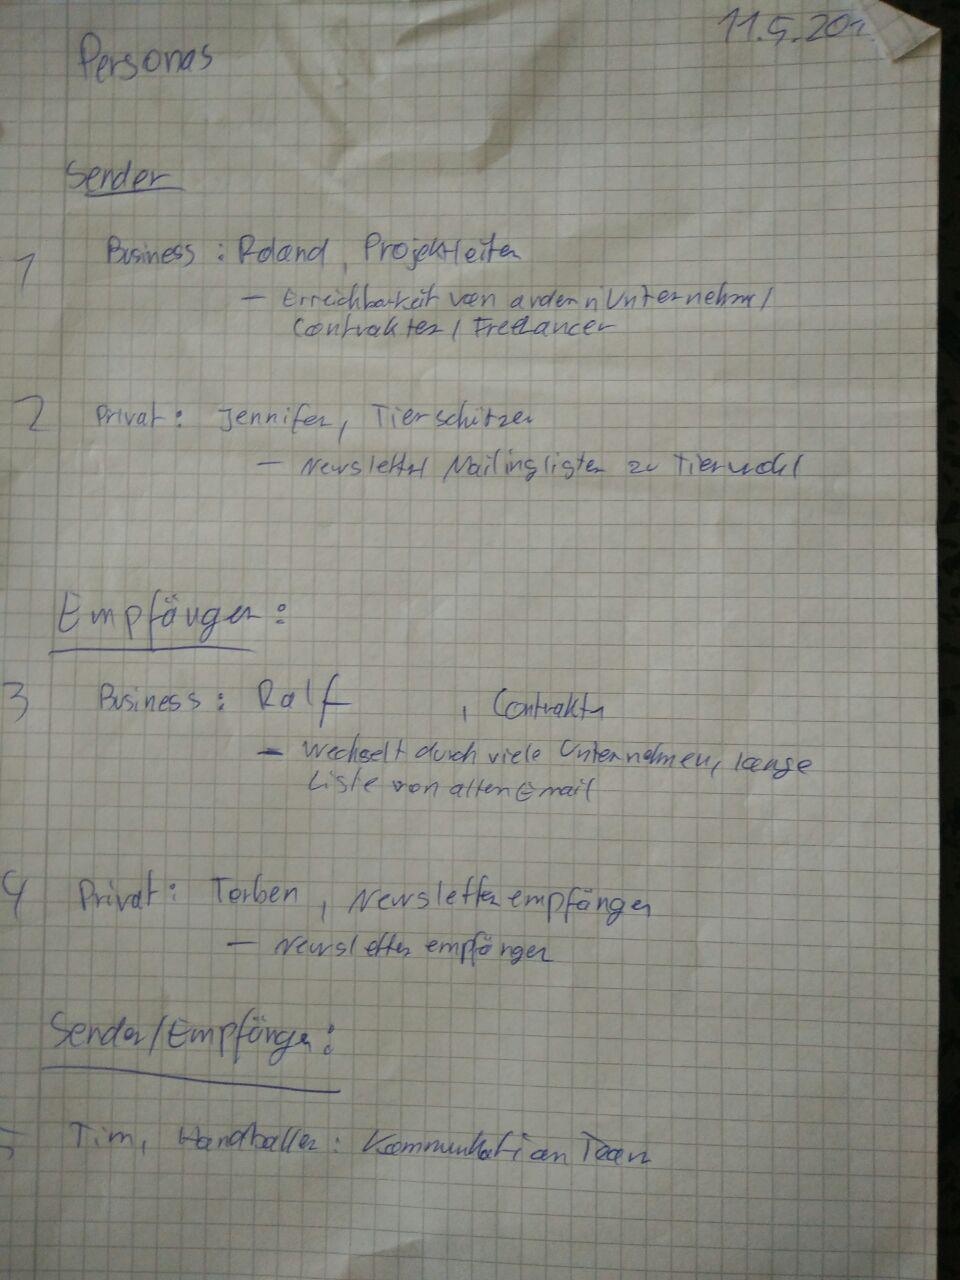 11.5.201
Personas
Sender
1 Business: Roland, Projektleiter
– Erreichbarkeit von andern Unternehmen/
Contrakter/Freelancer
2 Privat: Jennifer, Tierschützer
– Newsletter/Mailinglisten zu Tierwohl
Empfänger:
3 Business: Ralf , Contrakter
– Wechselt durch viele Unternehmen, lange
Liste von alten Email
4 Privat: Torben, Newsletterempfänger
– Newsletterempfänger
Sender/Empfänger:
5 Tim, Handballer: Kommunikation Team